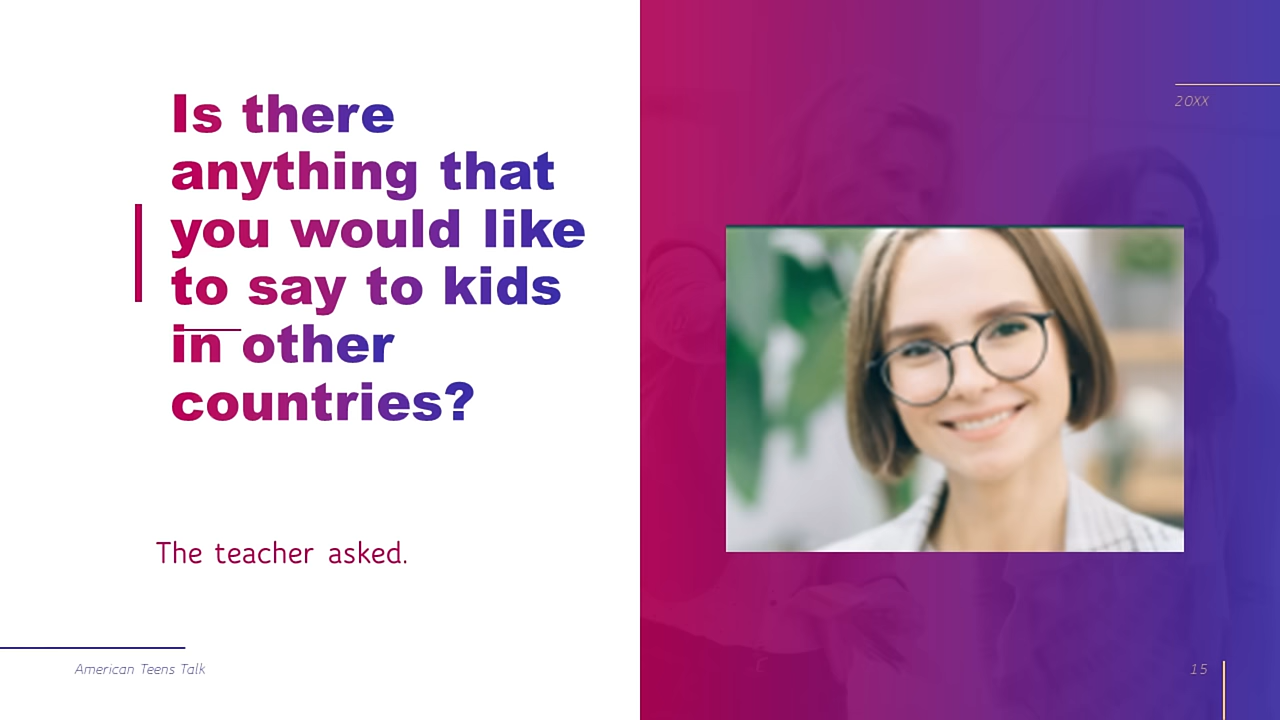 Is there
anything that
you would like
to say to kids
in other
countries?
The teacher asked.
American Teens Talk
20XX
15